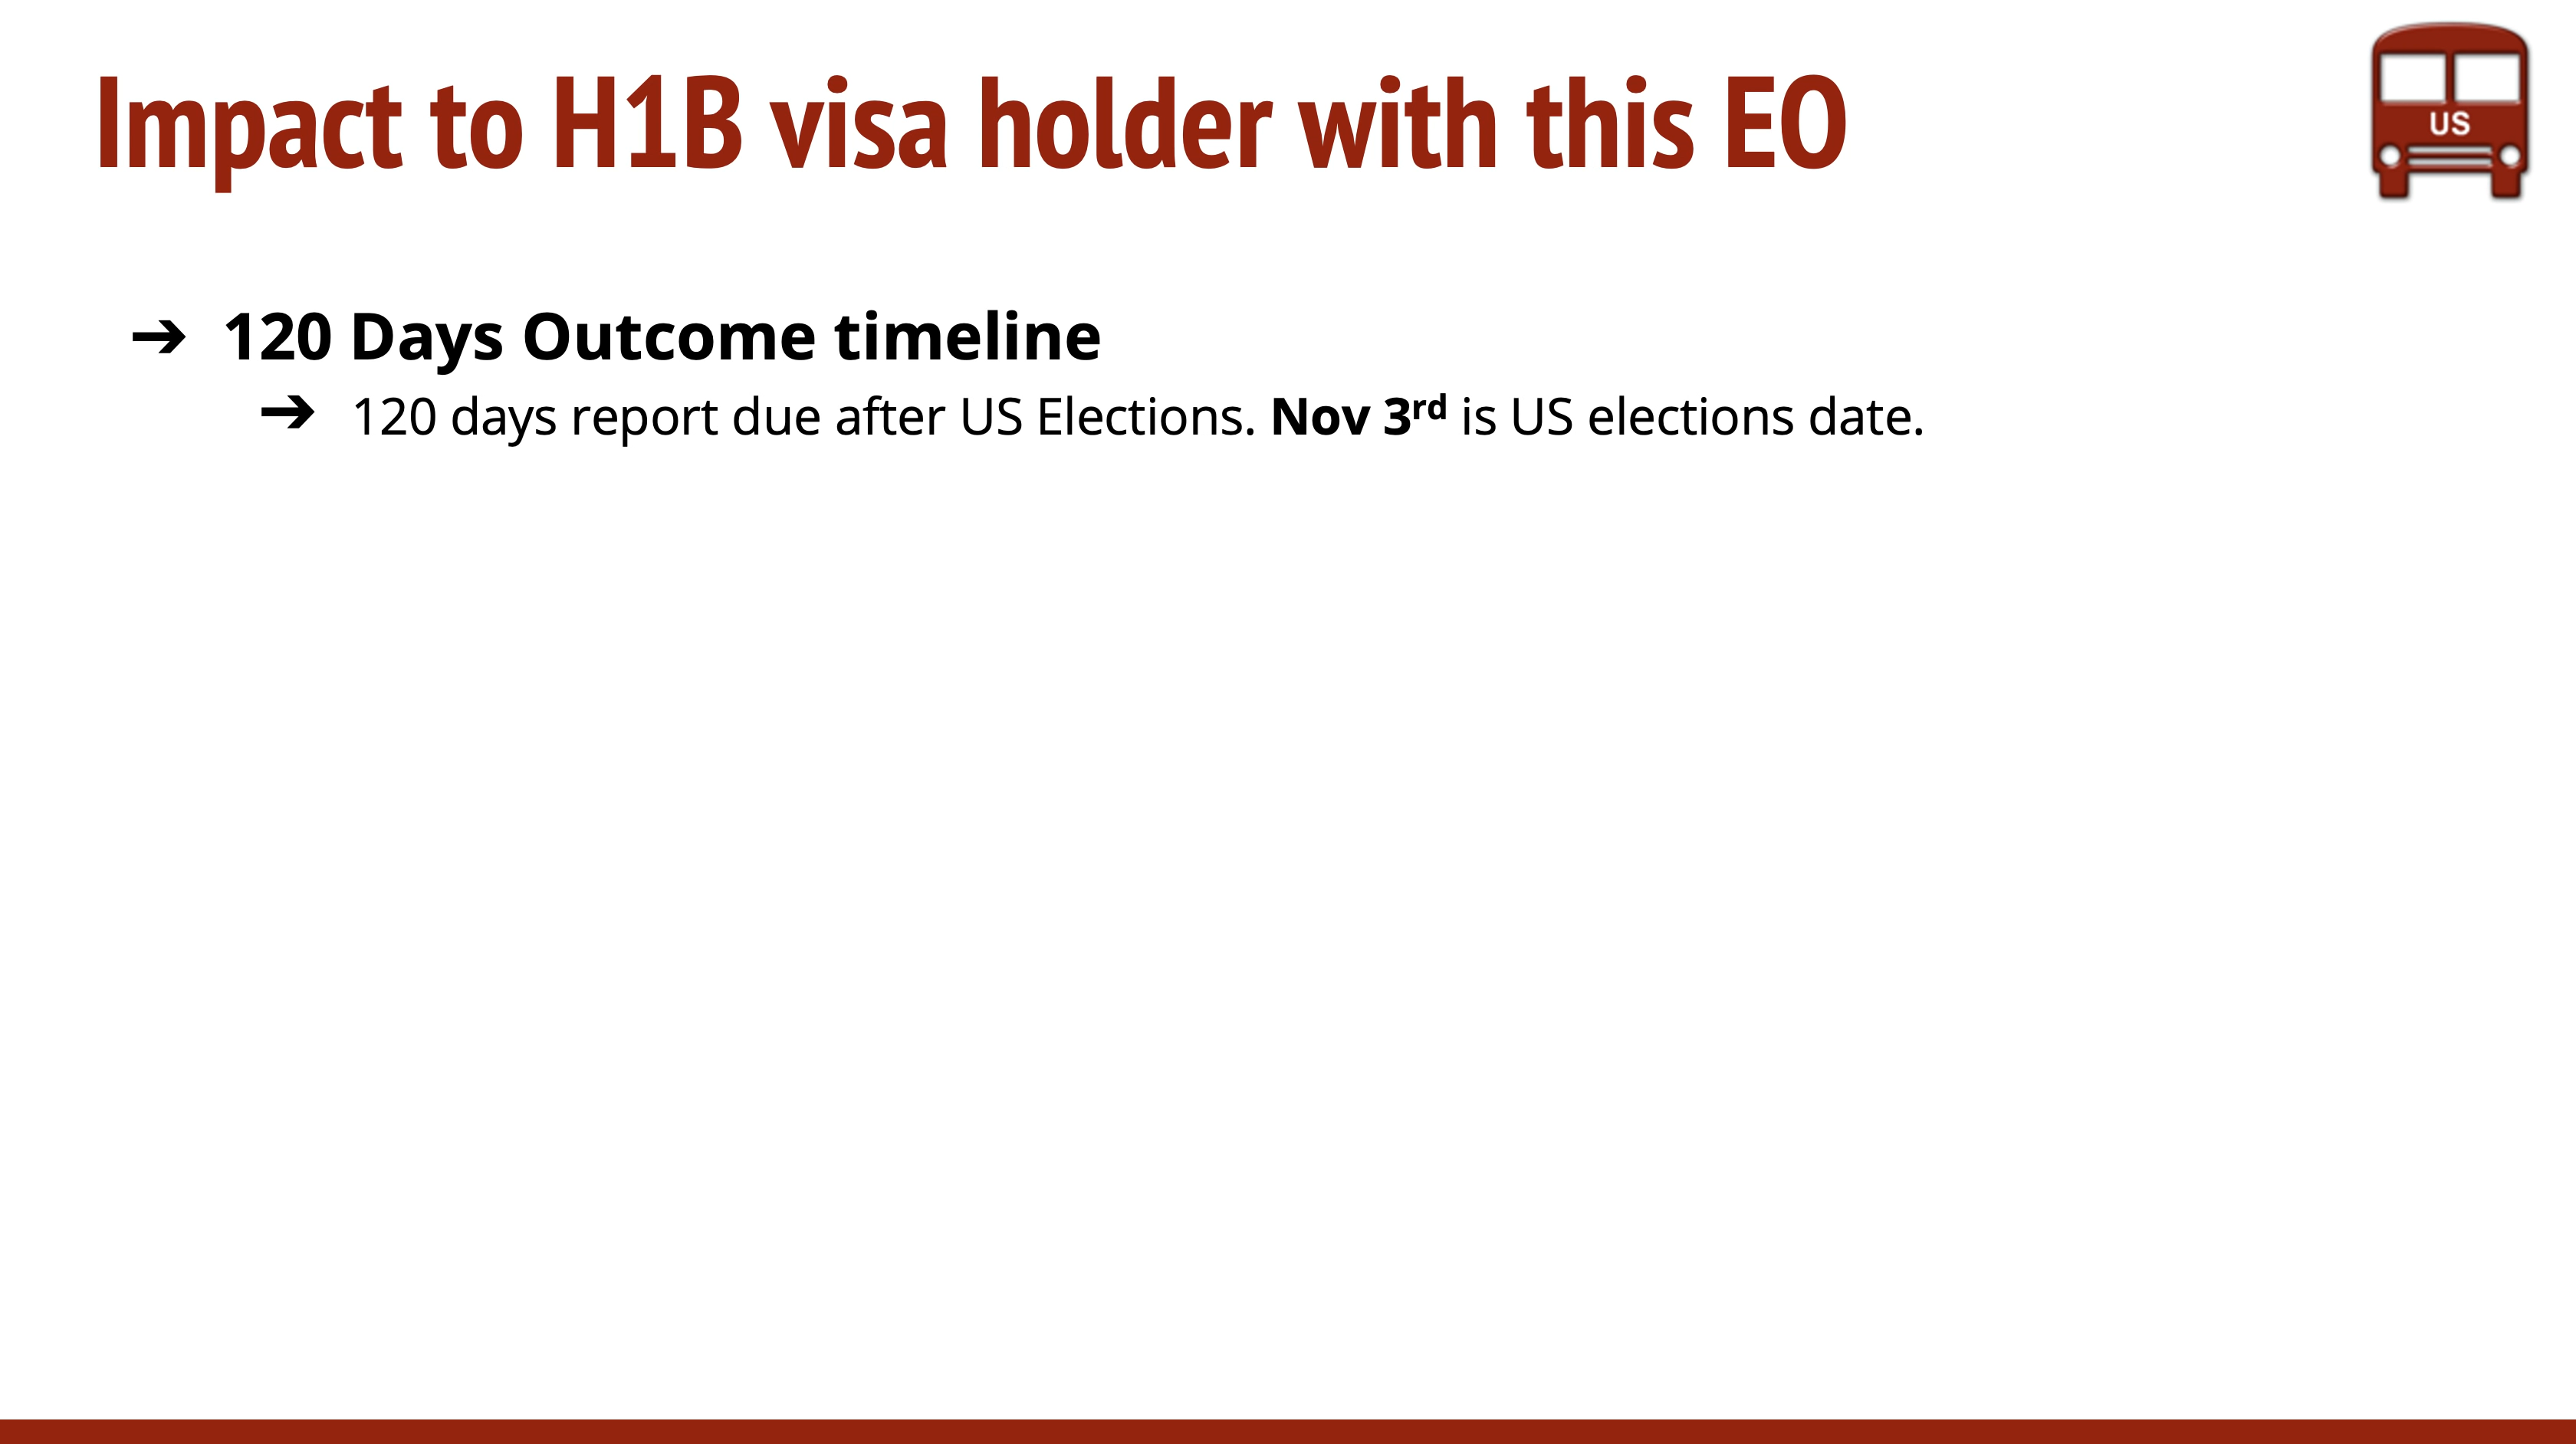 Impact to H1B visa holder with this EO
US
➔ 120 Days Outcome timeline
➔ 120 days report due after US Elections. Nov 3rd is US elections date.